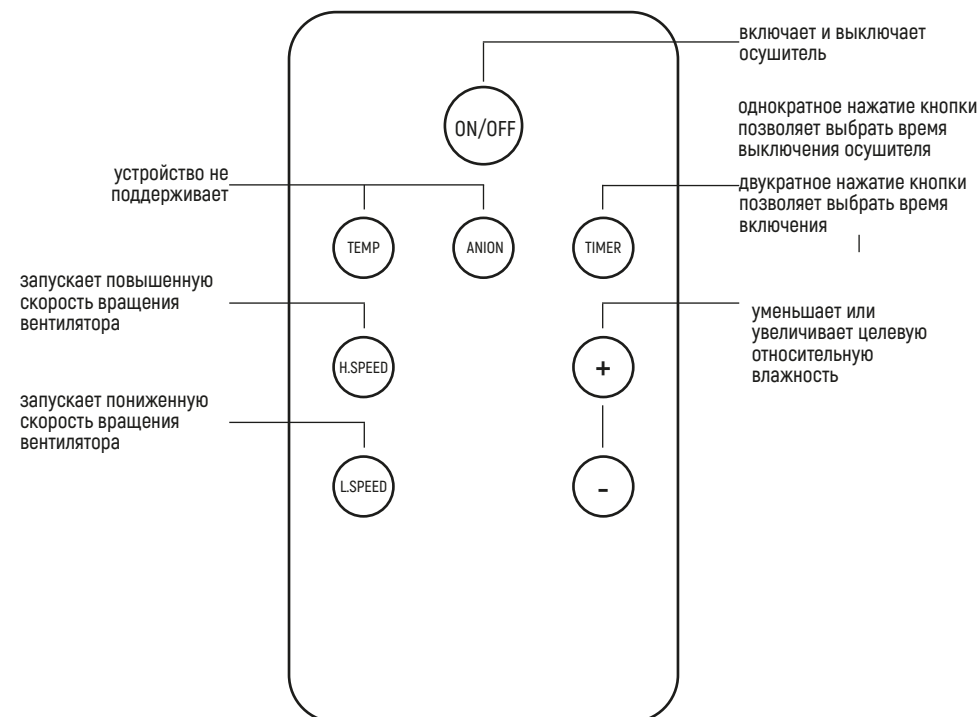 включает и выключает
осушитель
ON/OFF
однократное нажатие кнопки
позволяет выбрать время
выключения осушителя
устройство не
поддерживает
двукратное нажатие кнопки
позволяет выбрать время
включения
TEMP
ANION
TIMER
запускает повышенную
скорость вращения
вентилятора
уменьшает или
увеличивает целевую
относительную
влажность
H.SPEED
+
запускает пониженную
скорость вращения
вентилятора
L.SPEED
-